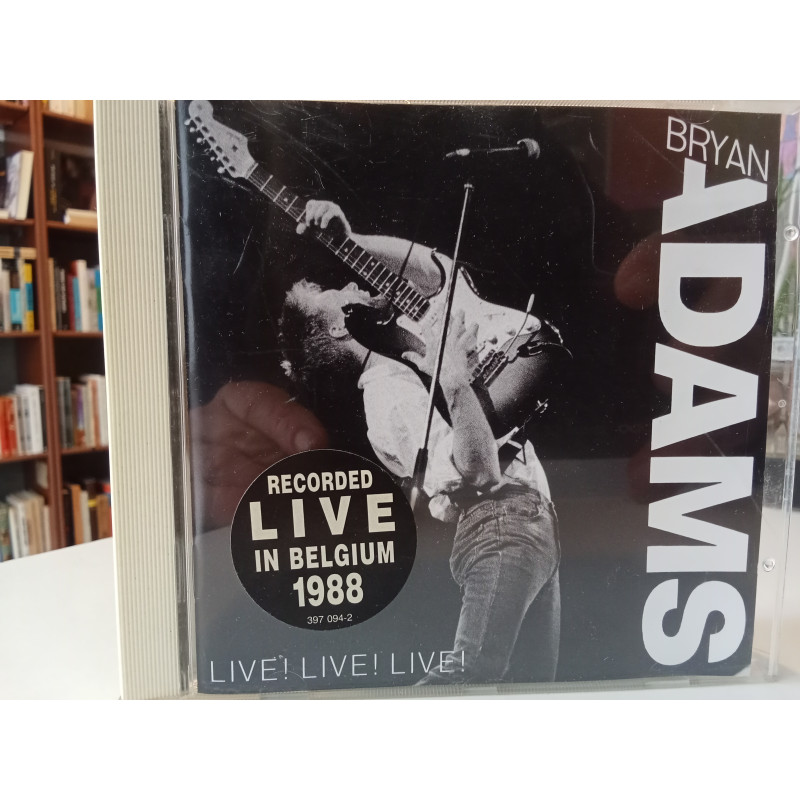 BRYAN
ADAMS
RECORDED
LIVE
IN BELGIUM
1988
397 094-2
LIVE! LIVE! LIVE!